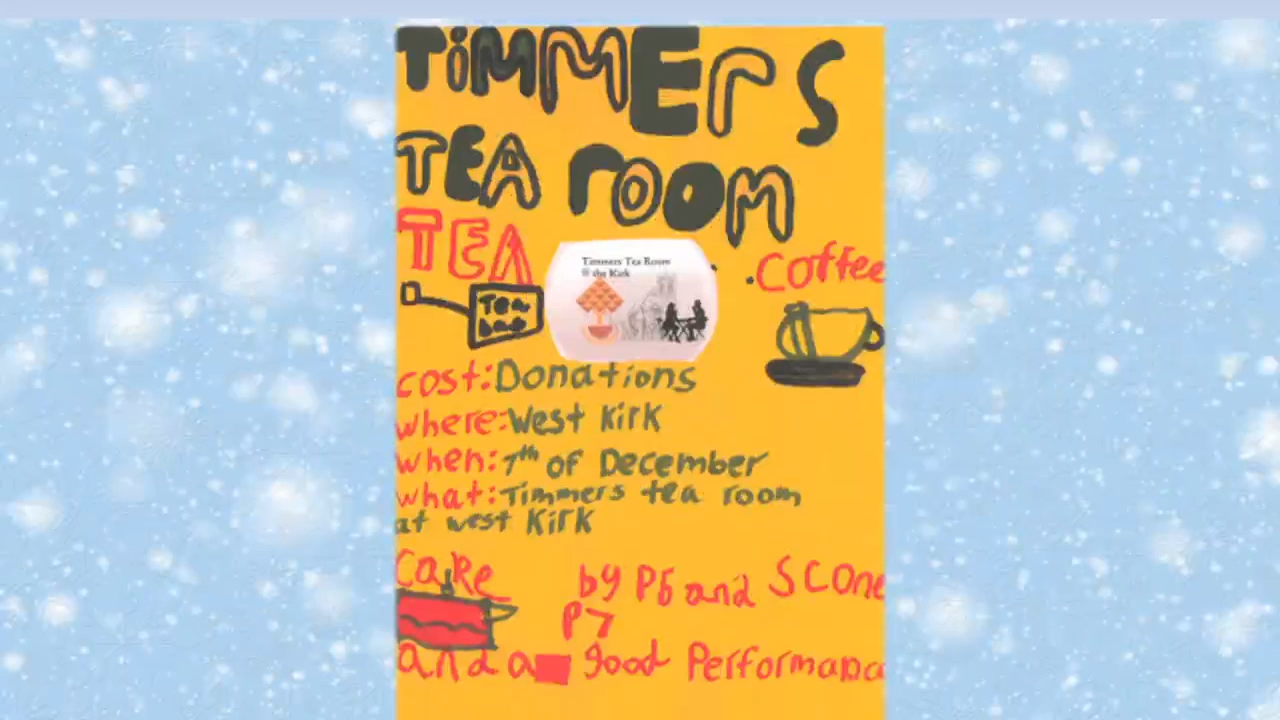 TimmErs
TEA rooM
TEA
Timmers Tea Room
@ the Kirk
Coffee
Tea
bag
cost: Donations
where: West Kirk
when: 7th of December
what: Timmers tea room
at west Kirk
Cake by P6 and Scone
P7
and a good Performanc